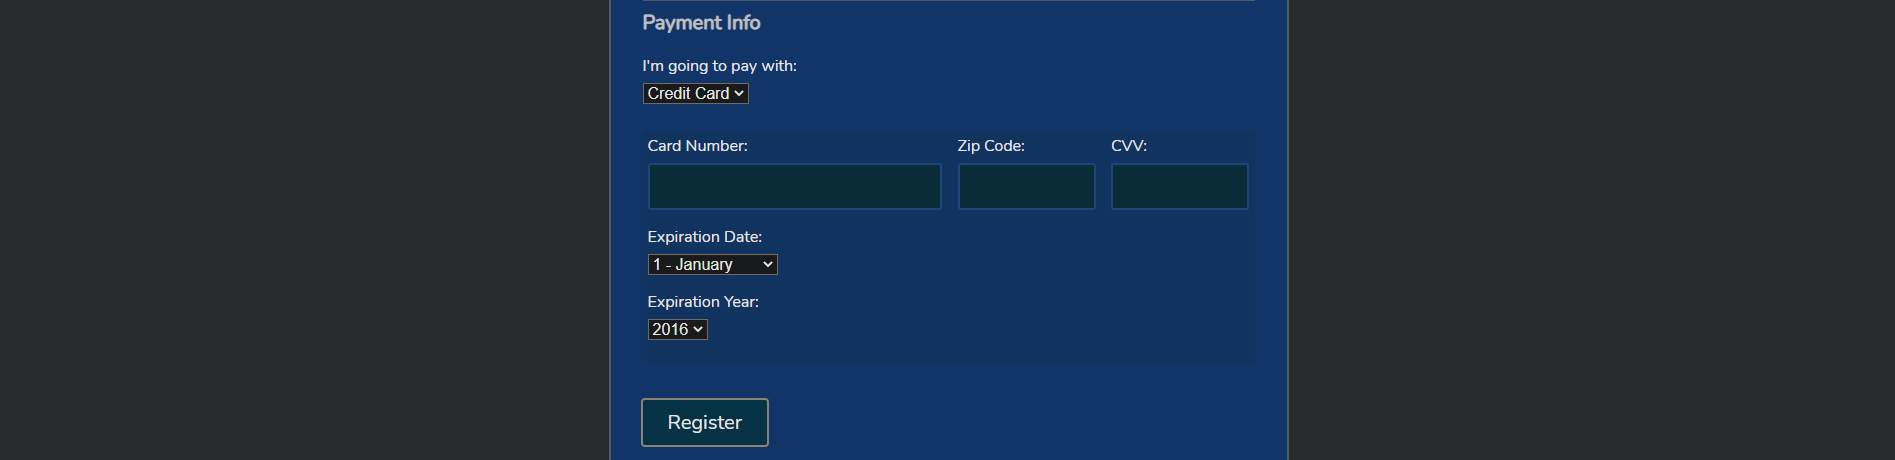 Payment Info
I'm going to pay with:
Credit Card
Card Number: Zip Code: CVV:
Expiration Date:
1 - January
Expiration Year:
2016
Register